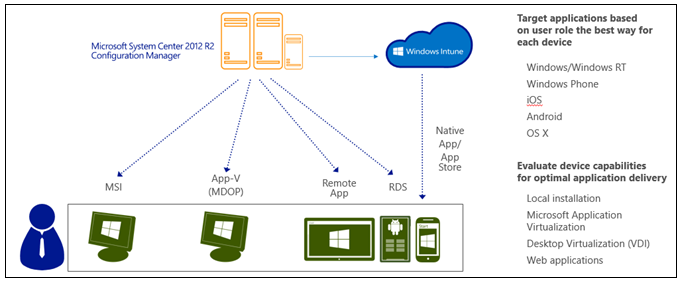 Microsoft System Center 2012 R2
Configuration Manager
Windows Intune
MSI
App-V
(MDOP)
Remote
App
RDS
Native
App/
App
Store
Start
Target applications based
on user role the best way for
each device
Windows/Windows RT
Windows Phone
iOS
Android
OS X
Evaluate device capabilities
for optimal application delivery
Local installation
Microsoft Application
Virtualization
Desktop Virtualization (VDI)
Web applications